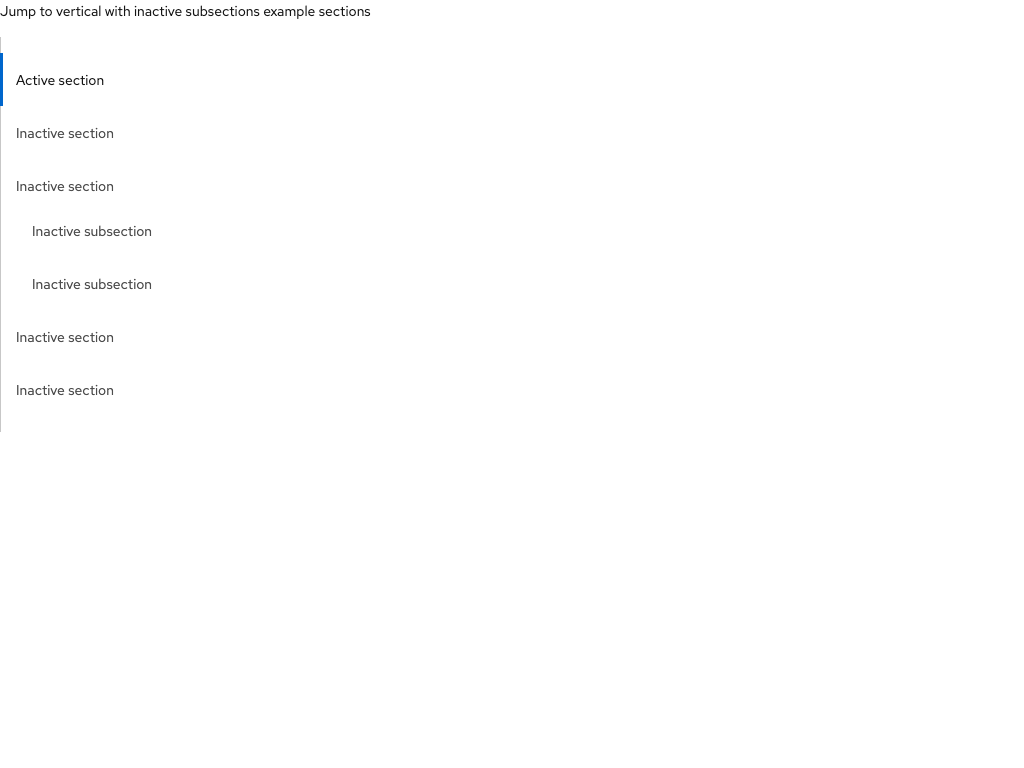 Jump to vertical with inactive subsections example sections
Active section
Inactive section
Inactive section
Inactive subsection
Inactive subsection
Inactive section
Inactive section